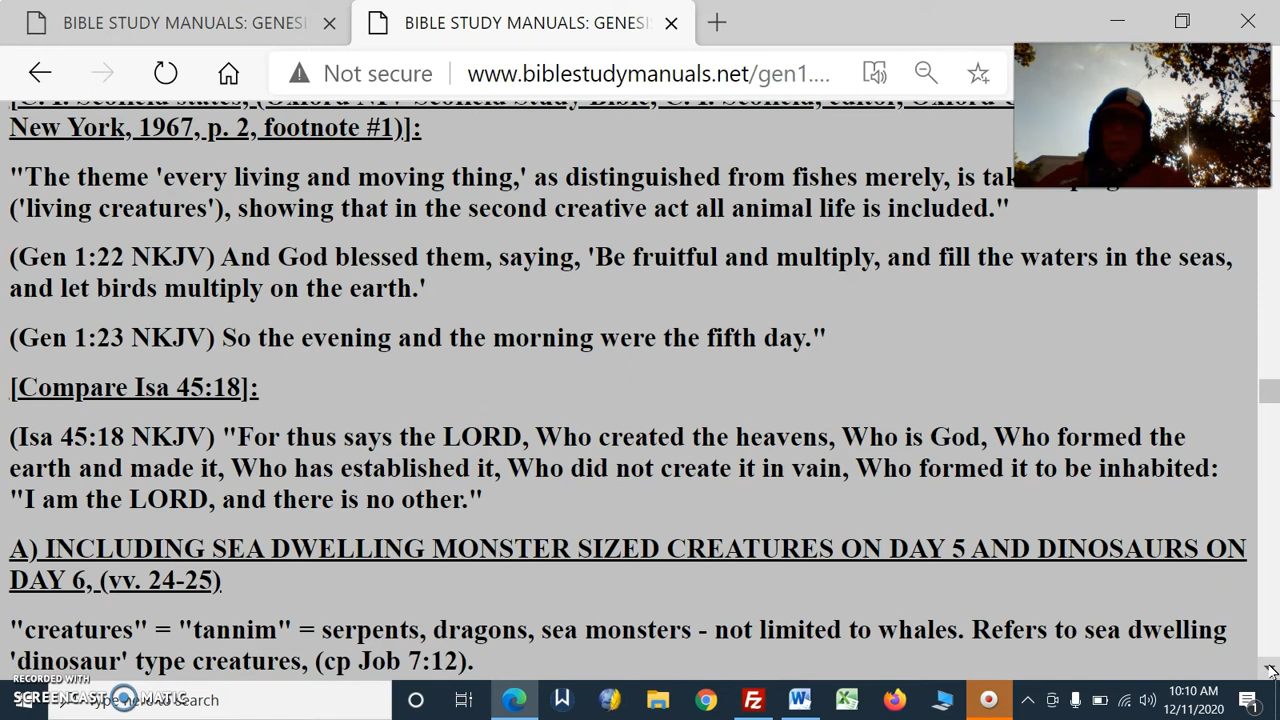 BIBLE STUDY MANUALS: GENESI
BIBLE STUDY MANUALS: GENESI
Not secure
www.biblestudymanuals.net/gen1....
New York, 1967, p. 2, footnote #1)]:
"The theme 'every living and moving thing,' as distinguished from fishes merely, is
('living creatures'), showing that in the second creative act all animal life is included."
(Gen 1:22 NKJV) And God blessed them, saying, 'Be fruitful and multiply, and fill the waters in the seas,
and let birds multiply on the earth.'
(Gen 1:23 NKJV) So the evening and the morning were the fifth day."
[Compare Isa 45:18]:
(Isa 45:18 NKJV) "For thus says the LORD, Who created the heavens, Who is God, Who formed the
earth and made it, Who has established it, Who did not create it in vain, Who formed it to be inhabited:
"I am the LORD, and there is no other."
A) INCLUDING SEA DWELLING MONSTER SIZED CREATURES ON DAY 5 AND DINOSAURS ON
DAY 6, (vv. 24-25)
"creatures" = "tannim" = serpents, dragons, sea monsters - not limited to whales. Refers to sea dwelling
'dinosaur' type creatures, (cp Job 7:12).
RECORDED WITH
SCREENCAST MATIC
Type here to search
10:10 AM
12/11/2020
1